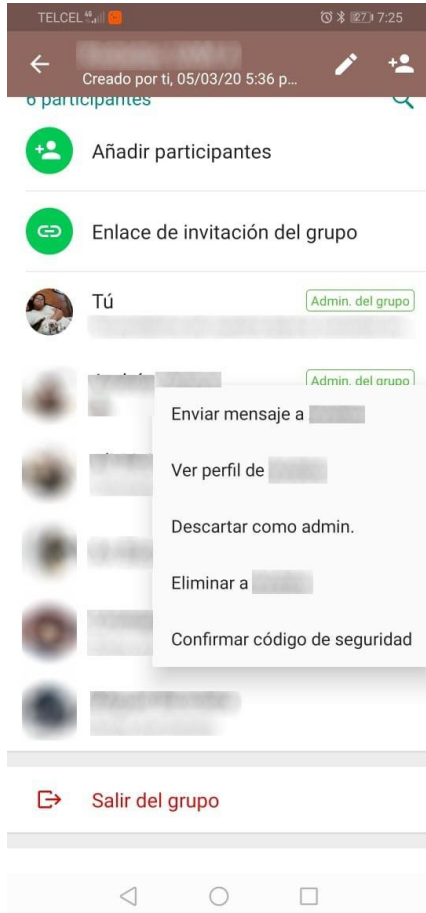 TELCEL 27 7:25
Creado por ti, 05/03/20 5:36 p...
6 participantes
Añadir participantes
Enlace de invitación del grupo
Tú Admin. del grupo
Admin. del grupo
Enviar mensaje a
Ver perfil de
Descartar como admin.
Eliminar a
Confirmar código de seguridad
Salir del grupo